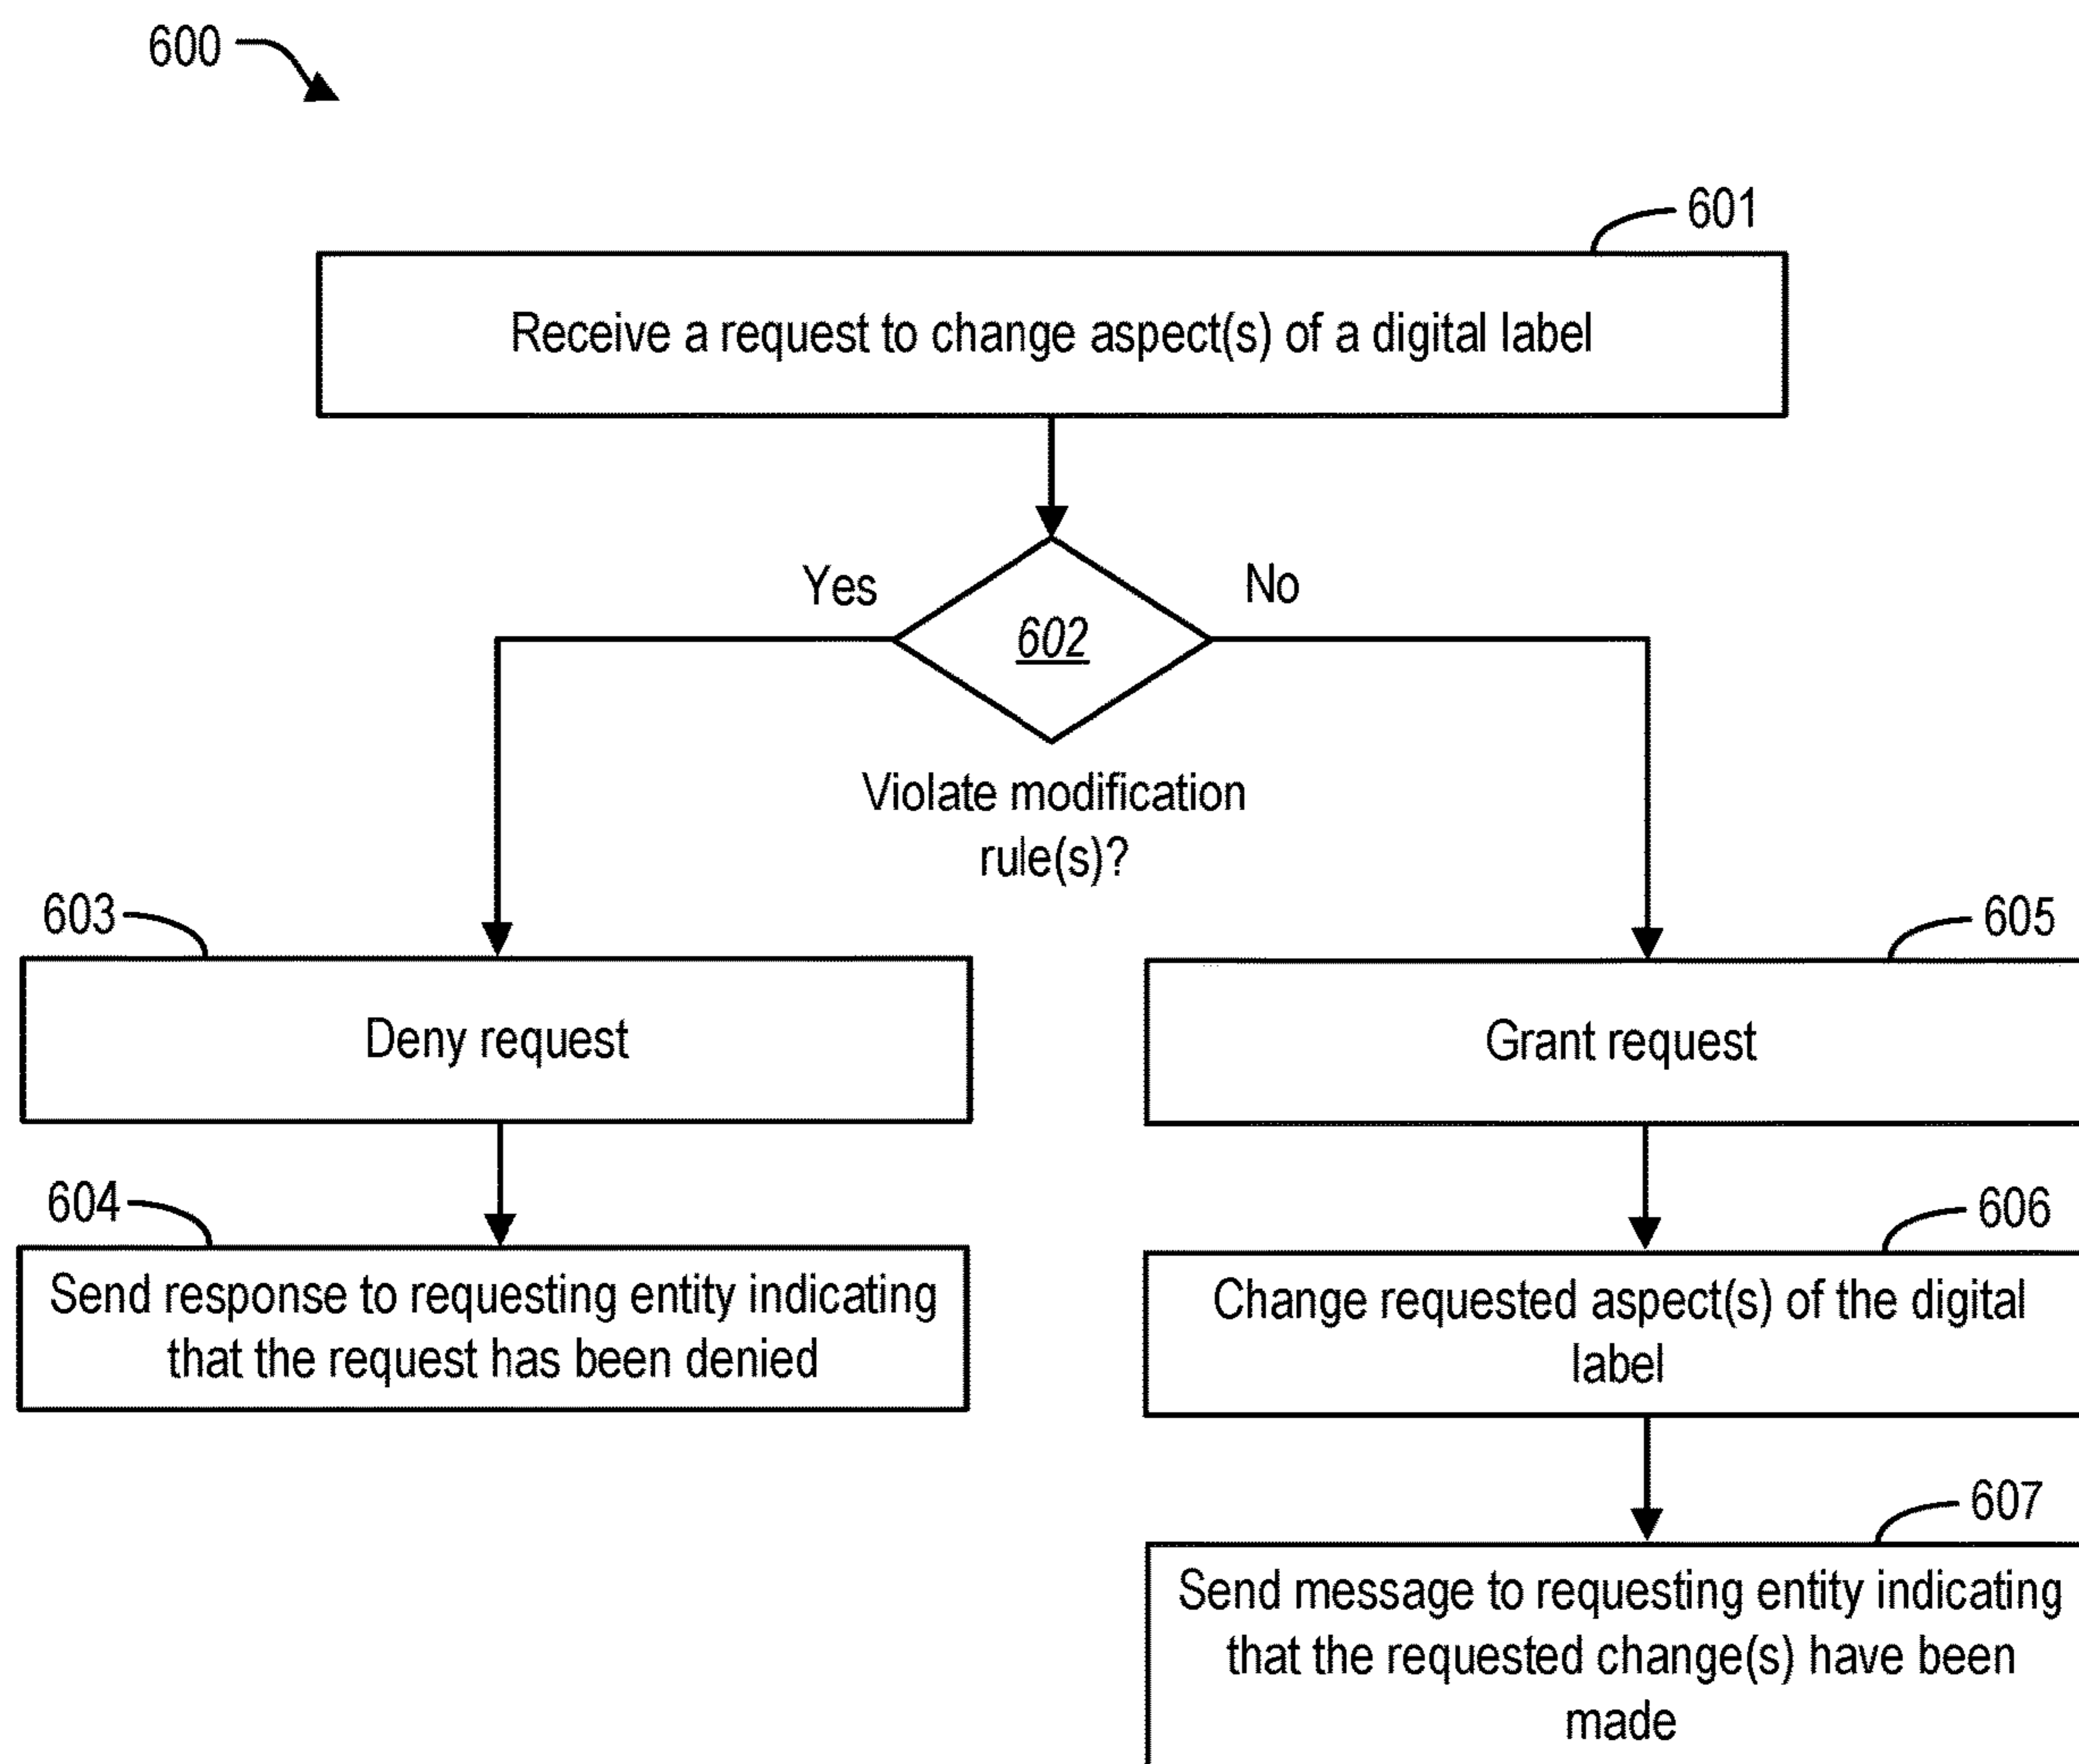 600
601
Receive a request to change aspect(s) of a digital label
Yes
No
602
Violate modification
rule(s)?
603
605
Deny request
Grant request
604
606
Send response to requesting entity indicating
that the request has been denied
Change requested aspect(s) of the digital
label
607
Send message to requesting entity indicating
that the requested change(s) have been
made